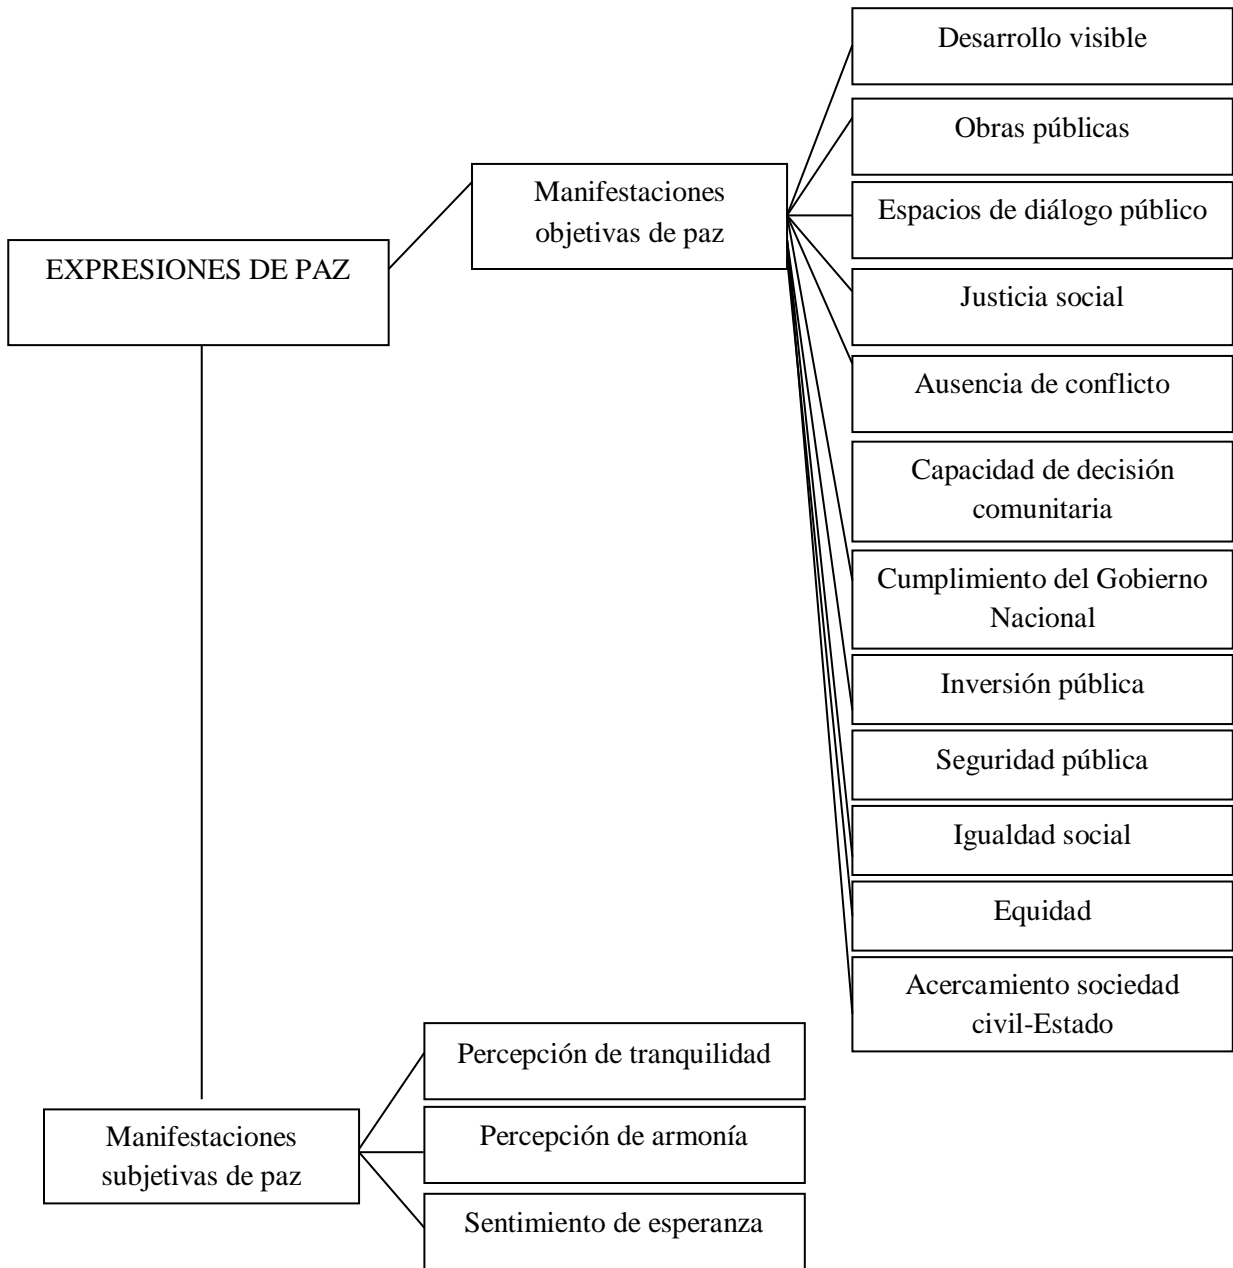 EXPRESIONES DE PAZ
Manifestaciones
objetivas de paz
Desarrollo visible
Obras públicas
Espacios de diálogo público
Justicia social
Ausencia de conflicto
Capacidad de decisión
comunitaria
Cumplimiento del Gobierno
Nacional
Inversión pública
Seguridad pública
Igualdad social
Equidad
Acercamiento sociedad
civil-Estado
Manifestaciones
subjetivas de paz
Percepción de tranquilidad
Percepción de armonía
Sentimiento de esperanza